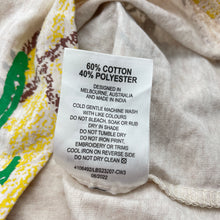 60% COTTON
40% POLYESTER
DESIGNED IN
MELBOURNE, AUSTRALIA
AND MADE IN INDIA
COLD GENTLE MACHINE WASH
WITH LIKE COLOURS
DO NOT BLEACH, SOAK OR RUB
DRY IN SHADE
DO NOT TUMBLE DRY
DO NOT IRON PRINT,
EMBROIDERY OR TRIMS
COOL IRON ON REVERSE SIDE
DO NOT DRY CLEAN
08/2022